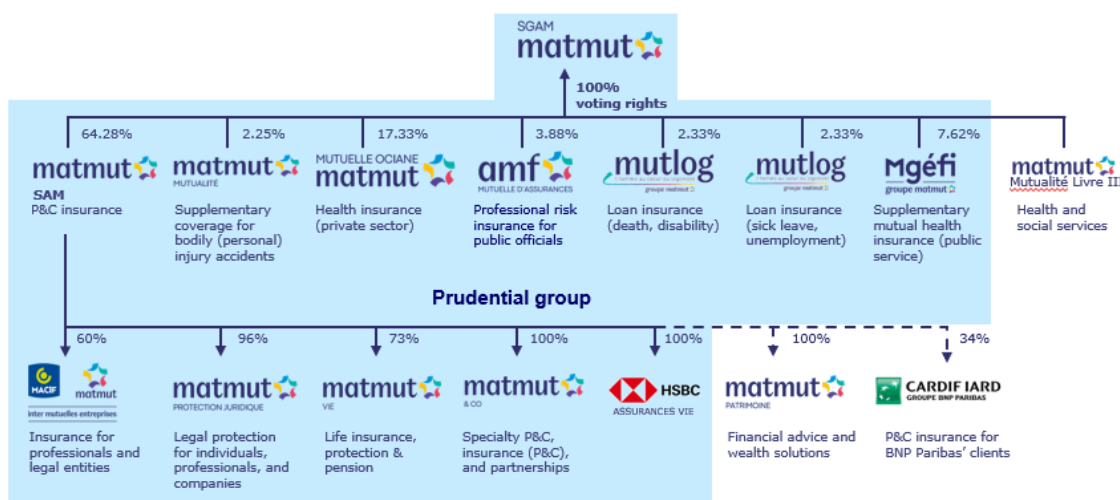 SGAM
matmut
100%
voting rights
64.28%
2.25%
17.33%
3.88%
2.33%
2.33%
7.62%
matmut
SAM
P&C insurance
matmut
MUTUALITÉ
Supplementary
coverage for
bodily (personal)
injury accidents
MUTUELLE OCIANE
matmut
Health insurance
(private sector)
amf
MUTUELLE D'ASSURANCES
Professional risk
insurance for
public officials
mutlog
groupe matmut
Loan insurance
(death, disability)
mutlog
groupe matmut
Loan insurance
(sick leave,
unemployment)
Mgéfi
groupe matmut
Supplementary
mutual health
insurance (public
service)
matmut
Mutualité Livre III
Health and
social services
Prudential group
60%
96%
73%
100%
100%
100%
34%
MACIF
matmut
Inter mutuelles entreprises
Insurance for
professionals and
legal entities
matmut
PROTECTION JURIDIQUE
Legal protection
for individuals,
professionals, and
companies
matmut
VIE
Life insurance,
protection &
pension
matmut
& CO
Specialty P&C,
insurance (P&C),
and partnerships
HSBC
ASSURANCES VIE
matmut
PATRIMOINE
Financial advice and
wealth solutions
CARDIF IARD
GROUPE BNP PARIBAS
P&C insurance for
BNP Paribas' clients